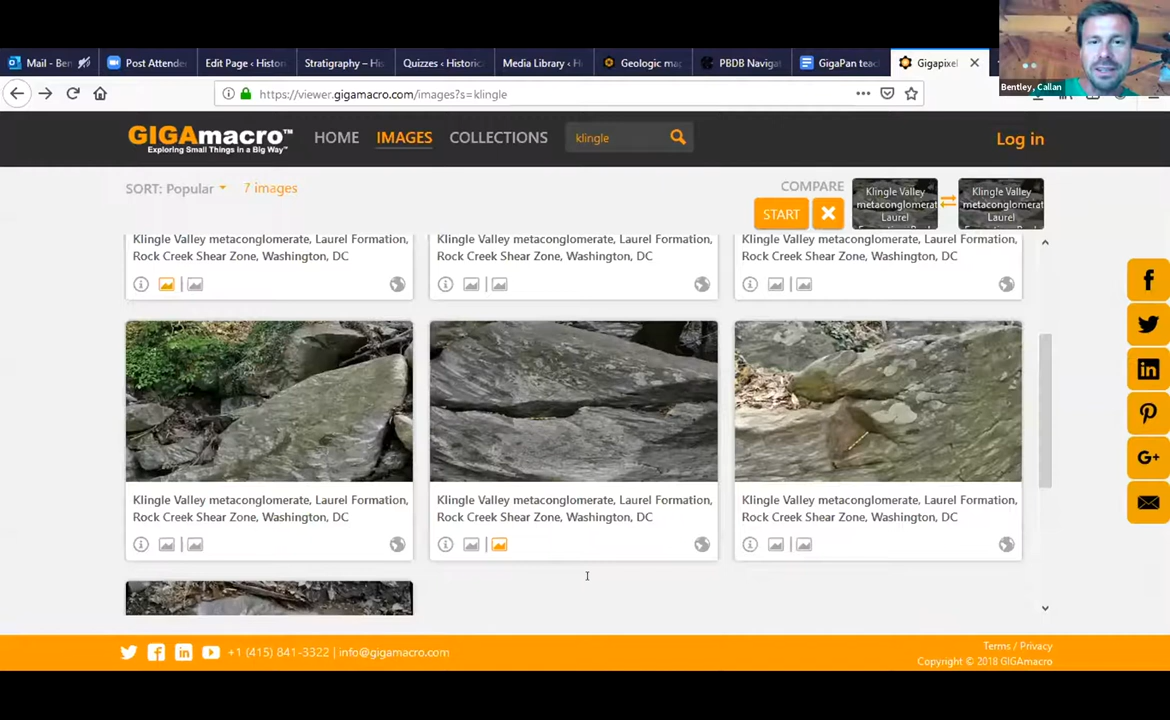 Mail - Ben
Post Attende
Edit Page ‹ Histori
Stratigraphy – His
Quizzes ‹ Historica
Media Library ‹ Hi
Geologic ma
PBDB Navigat
GigaPan teac
Gigapixel
Bentley, Callan
https://viewer.gigamacro.com/images?s=klingle
GIGAmacro™
Exploring Small Things in a Big Way™
HOME
IMAGES
COLLECTIONS
klingle
Log in
SORT: Popular
7 images
COMPARE
START
Klingle Valley
metaconglomerat
Laurel
Klingle Valley
metaconglomerat
Laurel
Klingle Valley metaconglomerate, Laurel Formation,
Rock Creek Shear Zone, Washington, DC
Klingle Valley metaconglomerate, Laurel Formation,
Rock Creek Shear Zone, Washington, DC
Klingle Valley metaconglomerate, Laurel Formation,
Rock Creek Shear Zone, Washington, DC
Klingle Valley metaconglomerate, Laurel Formation,
Rock Creek Shear Zone, Washington, DC
Klingle Valley metaconglomerate, Laurel Formation,
Rock Creek Shear Zone, Washington, DC
Klingle Valley metaconglomerate, Laurel Formation,
Rock Creek Shear Zone, Washington, DC
+1 (415) 841-3322 | info@gigamacro.com
Terms / Privacy
Copyright © 2018 GIGAmacro